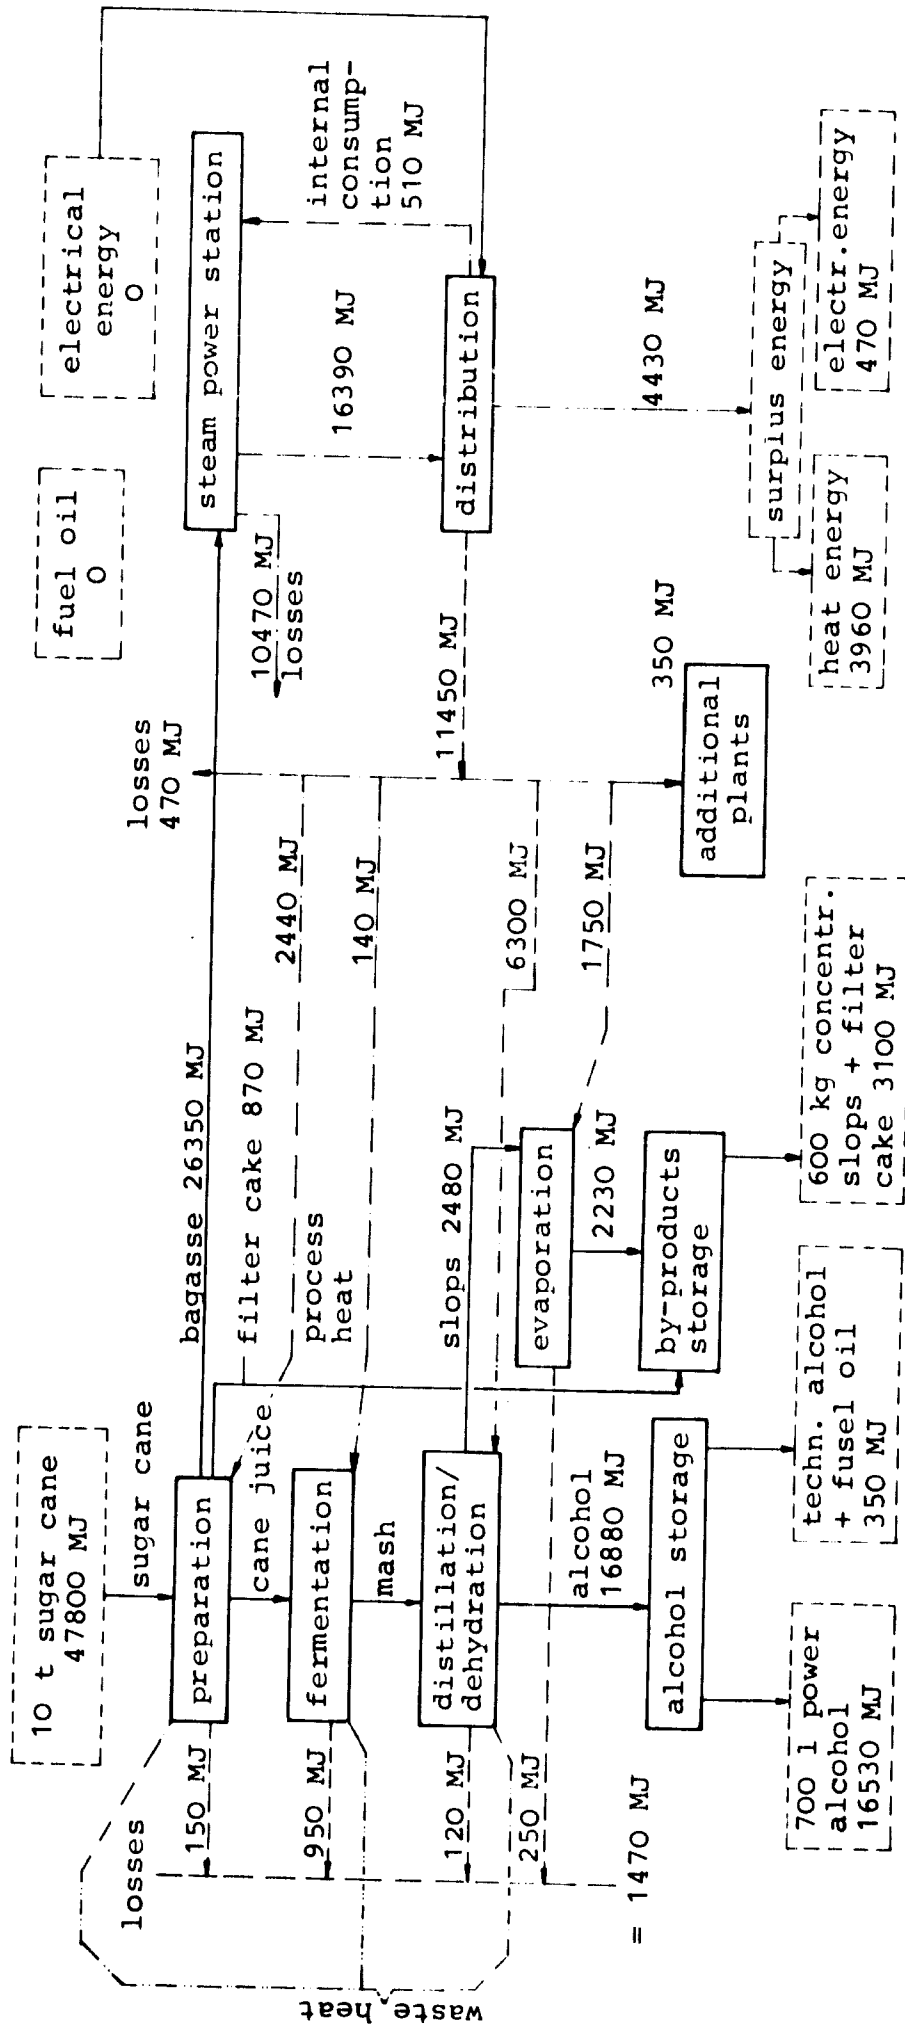 10 t sugar cane
47800 MJ
fuel oil
0
electrical
energy
0
sugar cane
losses
470 MJ
bagasse 26350 MJ
preparation
steam power station
losses
150 MJ
filter cake 870 MJ
2440 MJ
10470 MJ
losses
cane juice
process
heat
16390 MJ
internal
consump-
tion
510 MJ
fermentation
950 MJ
140 MJ
mash
11450 MJ
distribution
distillation/
dehydration
120 MJ
slops 2480 MJ
6300 MJ
evaporation
250 MJ
1750 MJ
2230 MJ
alcohol
16880 MJ
350 MJ
4430 MJ
= 1470 MJ
waste heat
alcohol storage
by-products
storage
additional
plants
surplus energy
700 l power
alcohol
16530 MJ
techn. alcohol
+ fusel oil
350 MJ
600 kg concentr.
slops + filter
cake 3100 MJ
heat energy
3960 MJ
electr.energy
470 MJ